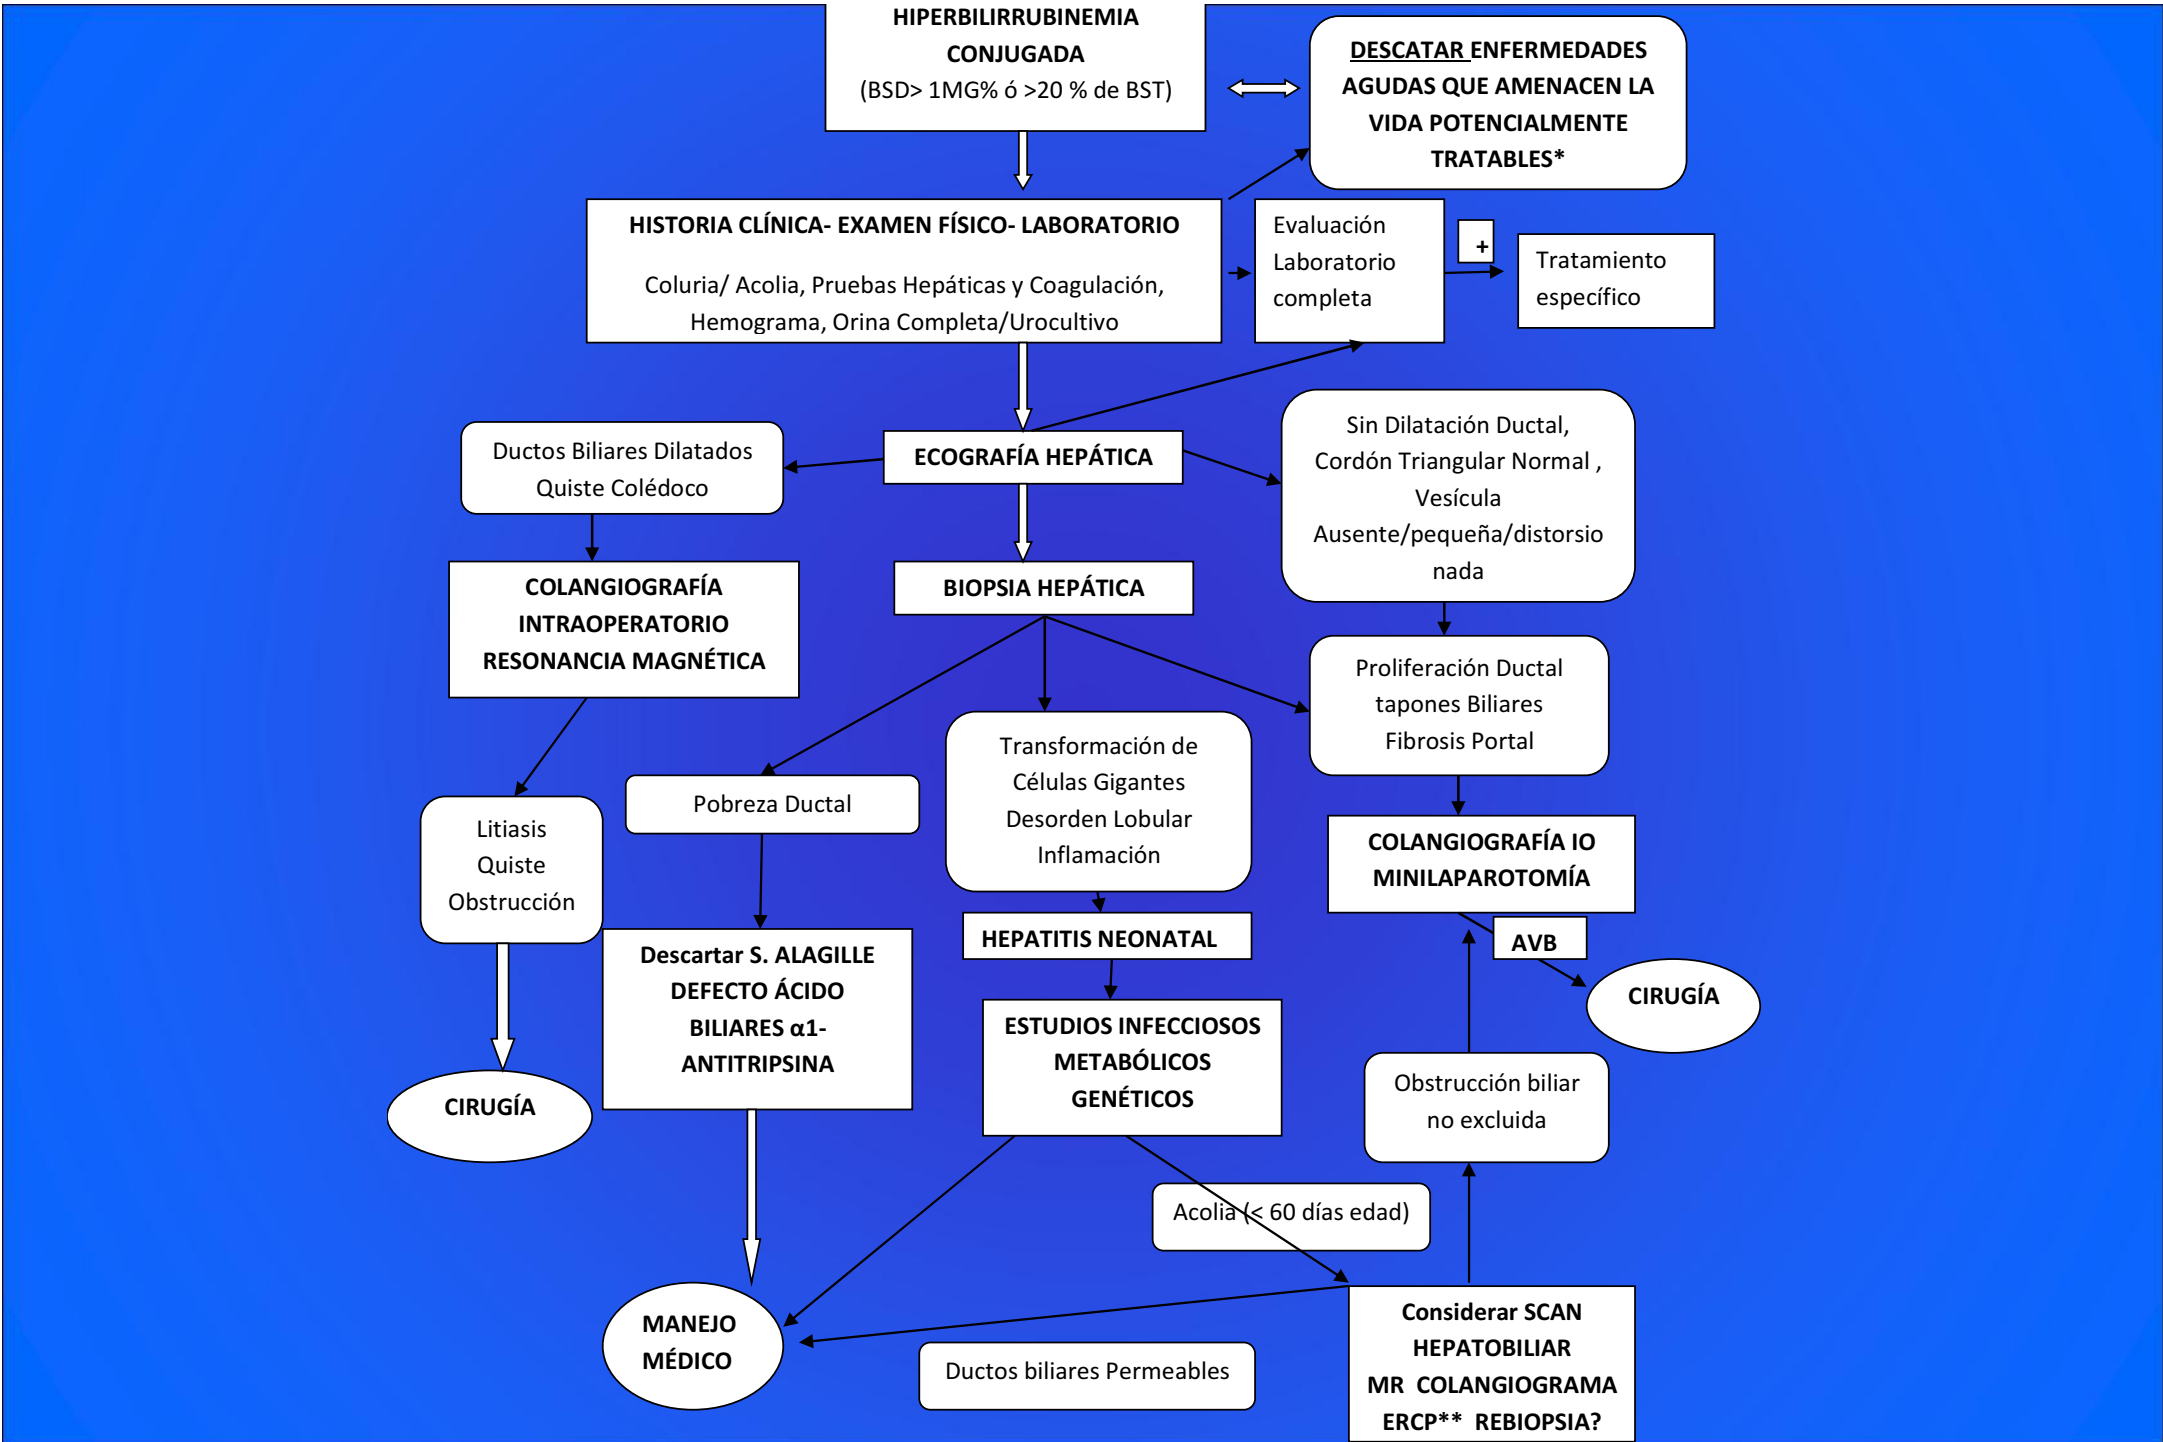 HIPERBILIRRUBINEMIA
CONJUGADA
(BSD> 1MG% ó >20 % de BST)
DESCATAR ENFERMEDADES
AGUDAS QUE AMENACEN LA
VIDA POTENCIALMENTE
TRATABLES*
HISTORIA CLÍNICA- EXAMEN FÍSICO- LABORATORIO
Coluria/ Acolia, Pruebas Hepáticas y Coagulación,
Hemograma, Orina Completa/Urocultivo
Evaluación
Laboratorio
completa
+
Tratamiento
específico
Ductos Biliares Dilatados
Quiste Colédoco
ECOGRAFÍA HEPÁTICA
Sin Dilatación Ductal,
Cordón Triangular Normal ,
Vesícula
Ausente/pequeña/distorsio
nada
COLANGIOGRAFÍA
INTRAOPERATORIO
RESONANCIA MAGNÉTICA
BIOPSIA HEPÁTICA
Proliferación Ductal
tapones Biliares
Fibrosis Portal
Litiasis
Quiste
Obstrucción
Pobreza Ductal
Transformación de
Células Gigantes
Desorden Lobular
Inflamación
COLANGIOGRAFÍA IO
MINILAPAROTOMÍA
AVB
CIRUGÍA
HEPATITIS NEONATAL
Descartar S. ALAGILLE
DEFECTO ÁCIDO
BILIARES α1-
ANTITRIPSINA
ESTUDIOS INFECCIOSOS
METABÓLICOS
GENÉTICOS
CIRUGÍA
Obstrucción biliar
no excluida
Acolia (< 60 días edad)
MANEJO
MÉDICO
Ductos biliares Permeables
Considerar SCAN
HEPATOBILIAR
MR COLANGIOGRAMA
ERCP** REBIOPSIA?